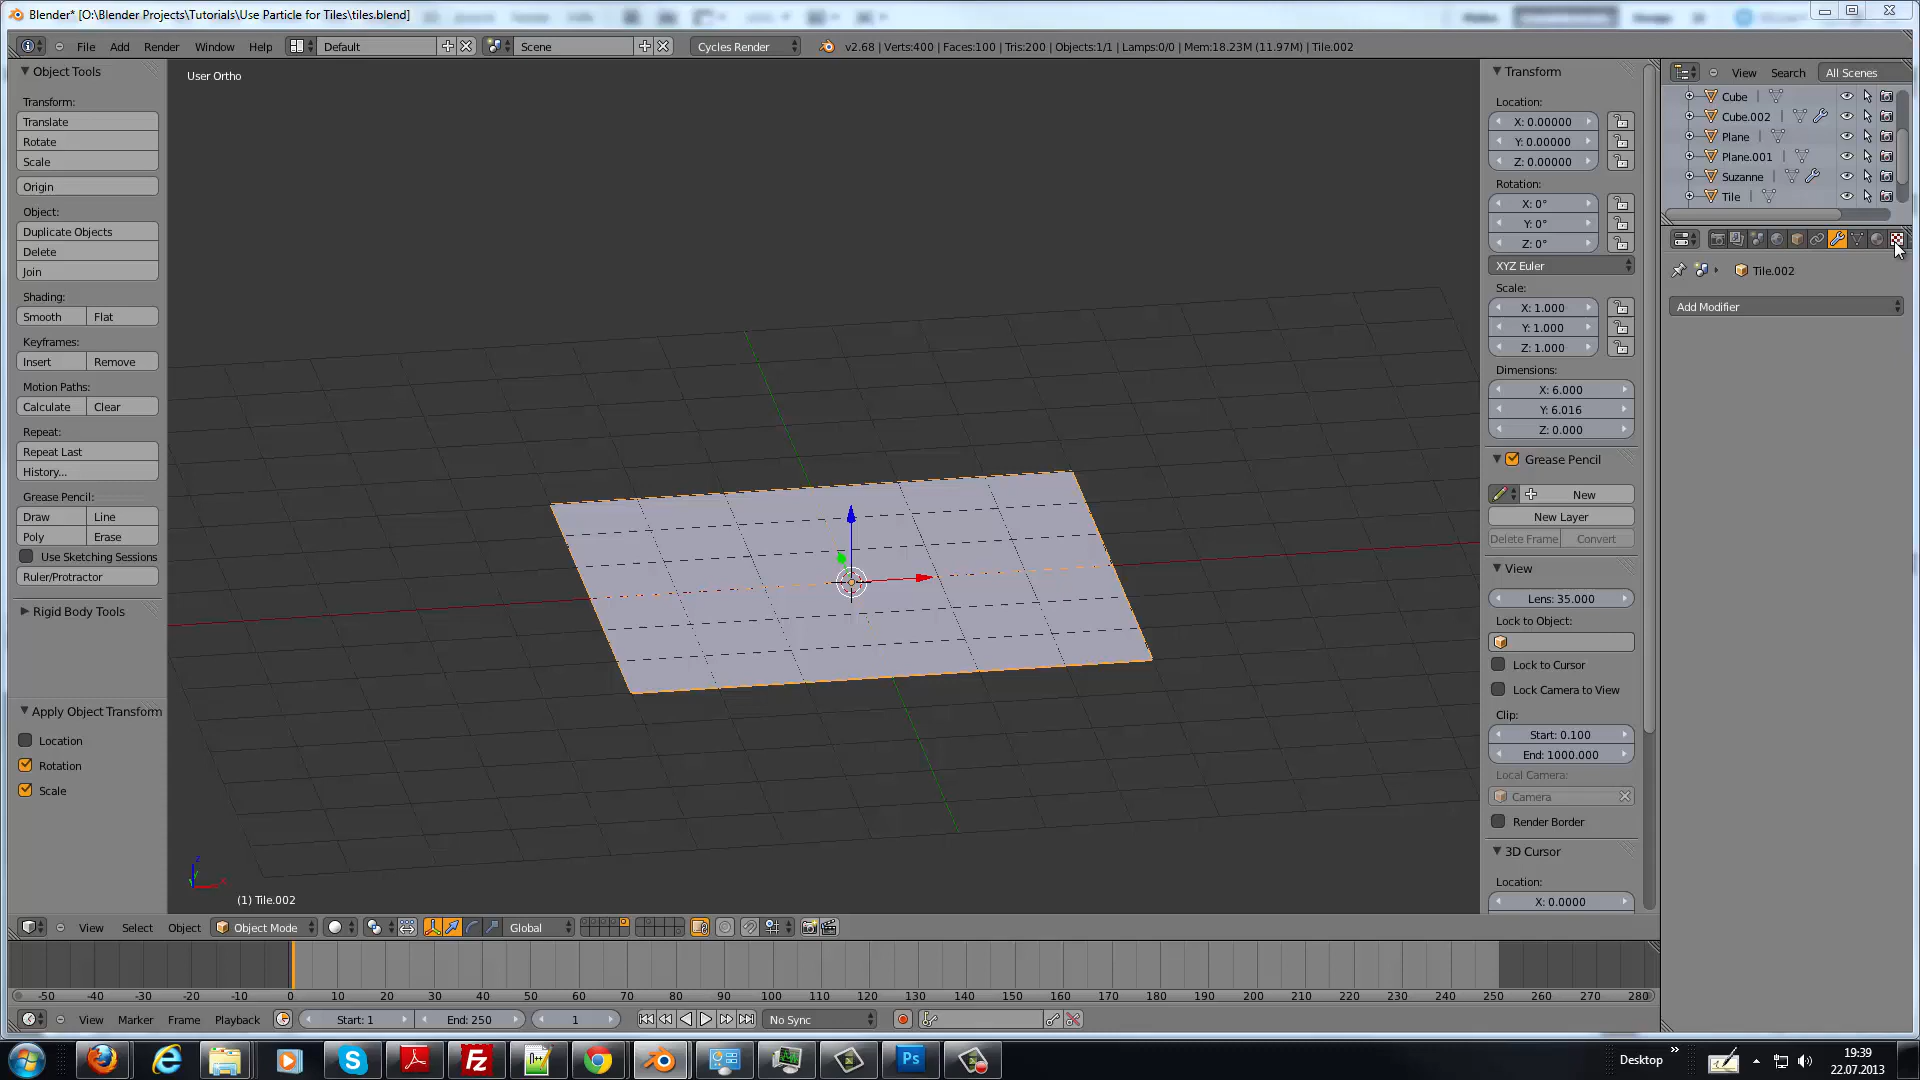 Blender* [O:\Blender Projects\Tutorials\Use Particle for Tiles\tiles.blend]
File Add Render Window Help Default Scene Cycles Render v2.68 | Verts:400 | Faces:100 | Tris:200 | Objects:1/1 | Lamps:0/0 | Mem:18.23M (11.97M) | Tile.002
Object Tools
Transform:
Translate
Rotate
Scale
Origin
Object:
Duplicate Objects
Delete
Join
Shading:
Smooth Flat
Keyframes:
Insert Remove
Motion Paths:
Calculate Clear
Repeat:
Repeat Last
History...
Grease Pencil:
Draw Line
Poly Erase
Use Sketching Sessions
Ruler/Protractor
Rigid Body Tools
Apply Object Transform
Location
Rotation
Scale
User Ortho
z
x
(1) Tile.002
Transform
Location:
X: 0.00000
Y: 0.00000
Z: 0.00000
Rotation:
X: 0°
Y: 0°
Z: 0°
XYZ Euler
Scale:
X: 1.000
Y: 1.000
Z: 1.000
Dimensions:
X: 6.000
Y: 6.016
Z: 0.000
Grease Pencil
New
New Layer
Delete Frame Convert
View
Lens: 35.000
Lock to Object:
Lock to Cursor
Lock Camera to View
Clip:
Start: 0.100
End: 1000.000
Local Camera:
Camera
Render Border
3D Cursor
Location:
X: 0.0000
View Search All Scenes
Cube
Cube.002
Plane
Plane.001
Suzanne
Tile
Tile.002
Add Modifier
View Select Object Object Mode Global
-50 -40 -30 -20 -10 0 10 20 30 40 50 60 70 80 90 100 110 120 130 140 150 160 170 180 190 200 210 220 230 240 250 260 270 280
View Marker Frame Playback Start: 1 End: 250 1 No Sync
Ps
Fz
Desktop
19:39
22.07.2013